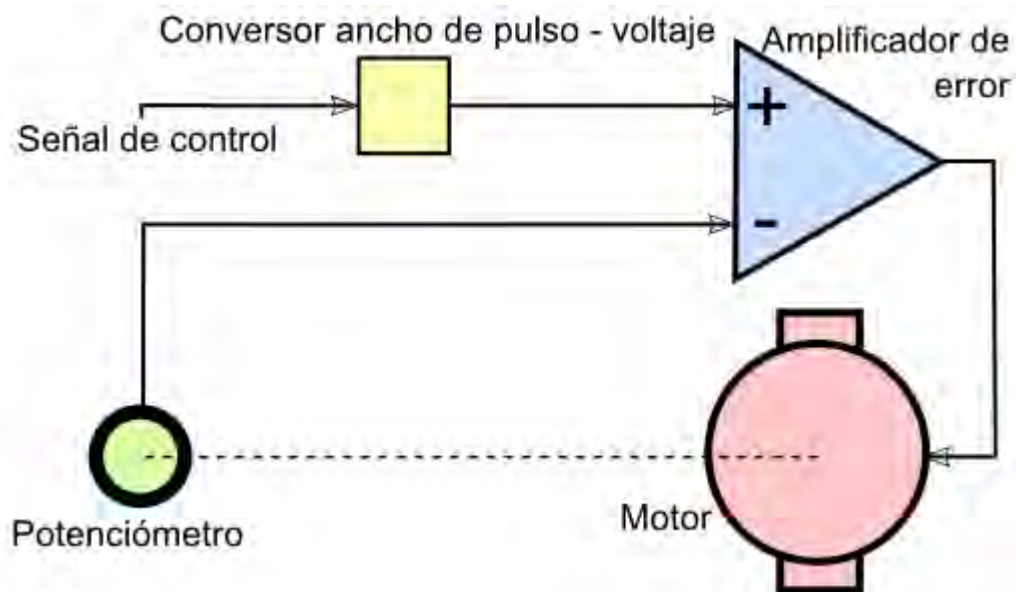 Conversor ancho de pulso - voltaje
Amplificador de
error
Señal de control
+
-
Motor
Potenciómetro